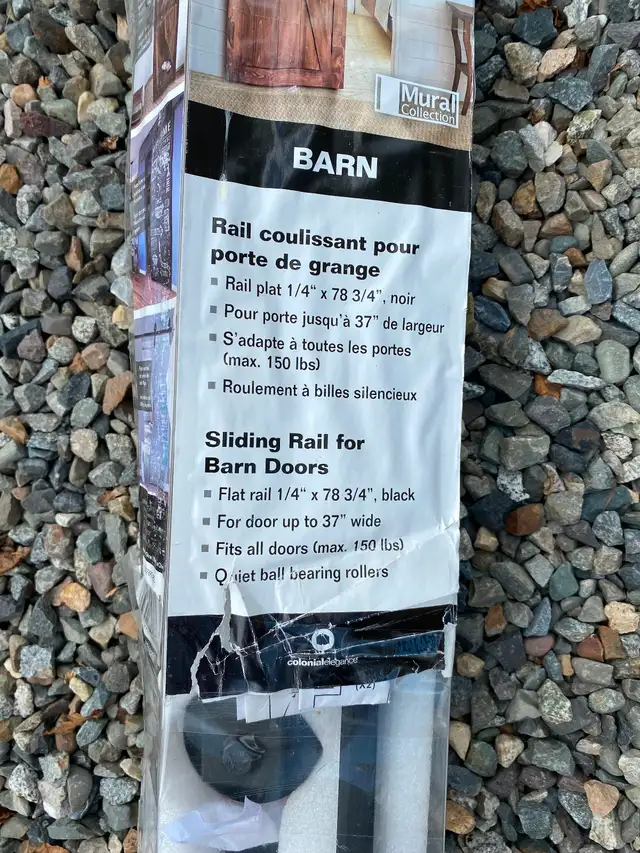 Mural
Collection
BARN
Rail coulissant pour
porte de grange
Rail plat 1/4“ x 78 3/4”, noir
Pour porte jusqu'à 37” de largeur
S'adapte à toutes les portes
(max. 150 lbs)
Roulement à billes silencieux
Sliding Rail for
Barn Doors
Flat rail 1/4“ x 78 3/4”, black
For door up to 37” wide
Fits all doors (max. 150 lbs)
Quiet ball bearing rollers
colonialelegance
(x2)